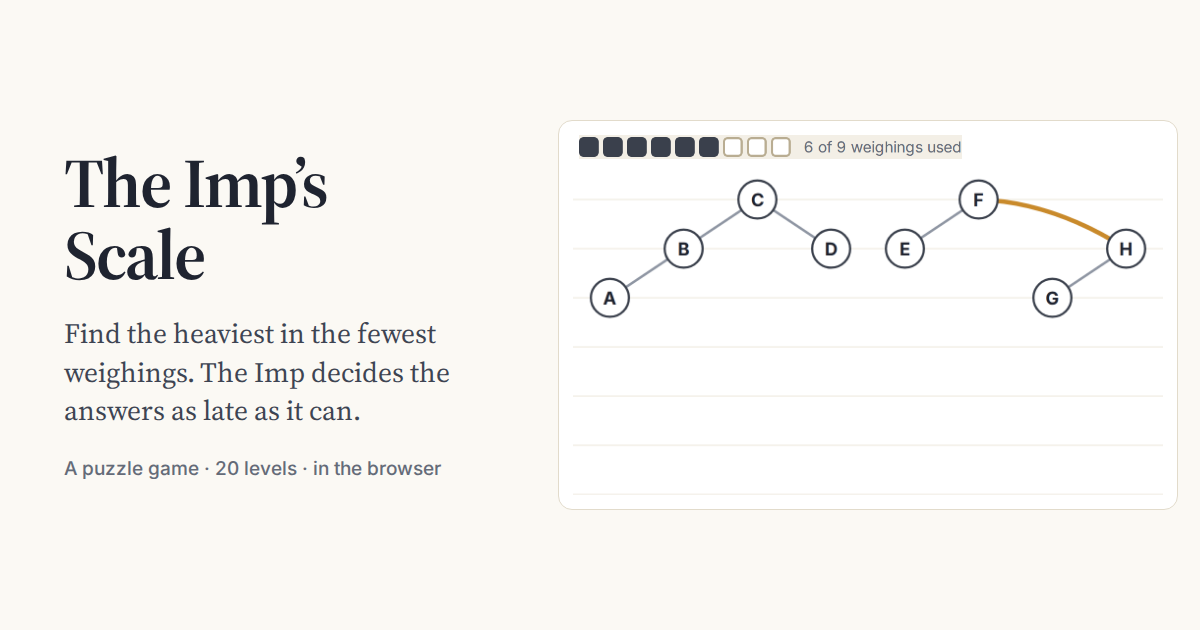 The Imp’s
Scale
Find the heaviest in the fewest
weighings. The Imp decides the
answers as late as it can.
A puzzle game · 20 levels · in the browser
6 of 9 weighings used
C
F
B
D
E
H
A
G